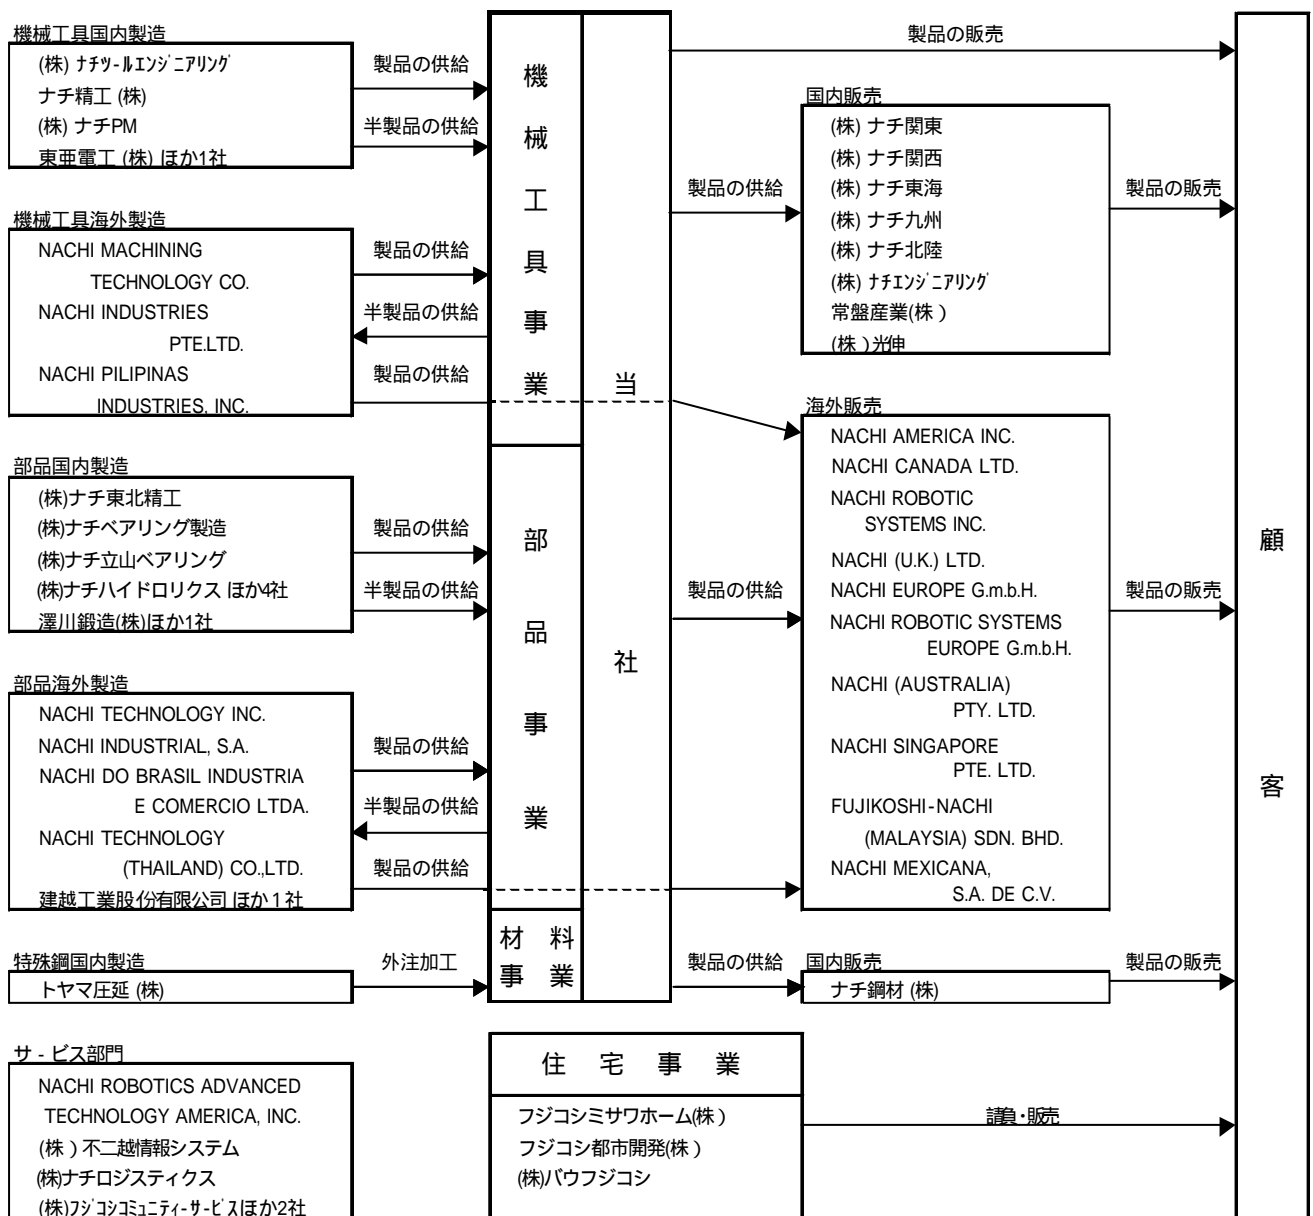 機械工具国内製造
(株) ナチツ-ルエンジニアリング
ナチ精工 (株)
(株) ナチPM
東亜電工 (株) ほか1社
製品の供給
半製品の供給
機械工具海外製造
NACHI MACHINING
TECHNOLOGY CO.
NACHI INDUSTRIES
PTE.LTD.
NACHI PILIPINAS
INDUSTRIES, INC.
製品の供給
半製品の供給
製品の供給
部品国内製造
(株)ナチ東北精工
(株)ナチベアリング製造
(株)ナチ立山ベアリング
(株)ナチハイドロリクス ほか4社
澤川鍛造(株)ほか1社
製品の供給
半製品の供給
部品海外製造
NACHI TECHNOLOGY INC.
NACHI INDUSTRIAL, S.A.
NACHI DO BRASIL INDUSTRIA
E COMERCIO LTDA.
NACHI TECHNOLOGY
(THAILAND) CO.,LTD.
建越工業股份有限公司 ほか1社
製品の供給
半製品の供給
製品の供給
特殊鋼国内製造
トヤマ圧延 (株)
外注加工
サ - ビス部門
NACHI ROBOTICS ADVANCED
TECHNOLOGY AMERICA, INC.
(株 ) 不二越情報システム
(株)ナチロジスティクス
(株)フジコシコミュニティ-サ-ビスほか2社
機械工具事業
部品事業
材料
事業
当社
製品の販売
製品の供給
国内販売
(株) ナチ関東
(株) ナチ関西
(株) ナチ東海
(株) ナチ九州
(株) ナチ北陸
(株) ナチエンジニアリング
常盤産業(株 )
(株 )光伸
製品の販売
製品の供給
海外販売
NACHI AMERICA INC.
NACHI CANADA LTD.
NACHI ROBOTIC
SYSTEMS INC.
NACHI (U.K.) LTD.
NACHI EUROPE G.m.b.H.
NACHI ROBOTIC SYSTEMS
EUROPE G.m.b.H.
NACHI (AUSTRALIA)
PTY. LTD.
NACHI SINGAPORE
PTE. LTD.
FUJIKOSHI-NACHI
(MALAYSIA) SDN. BHD.
NACHI MEXICANA,
S.A. DE C.V.
製品の販売
製品の供給
国内販売
ナチ鋼材 (株)
製品の販売
住宅事業
フジコシミサワホーム(株 )
フジコシ都市開発(株 )
(株)バウフジコシ
請負・販売
顧客